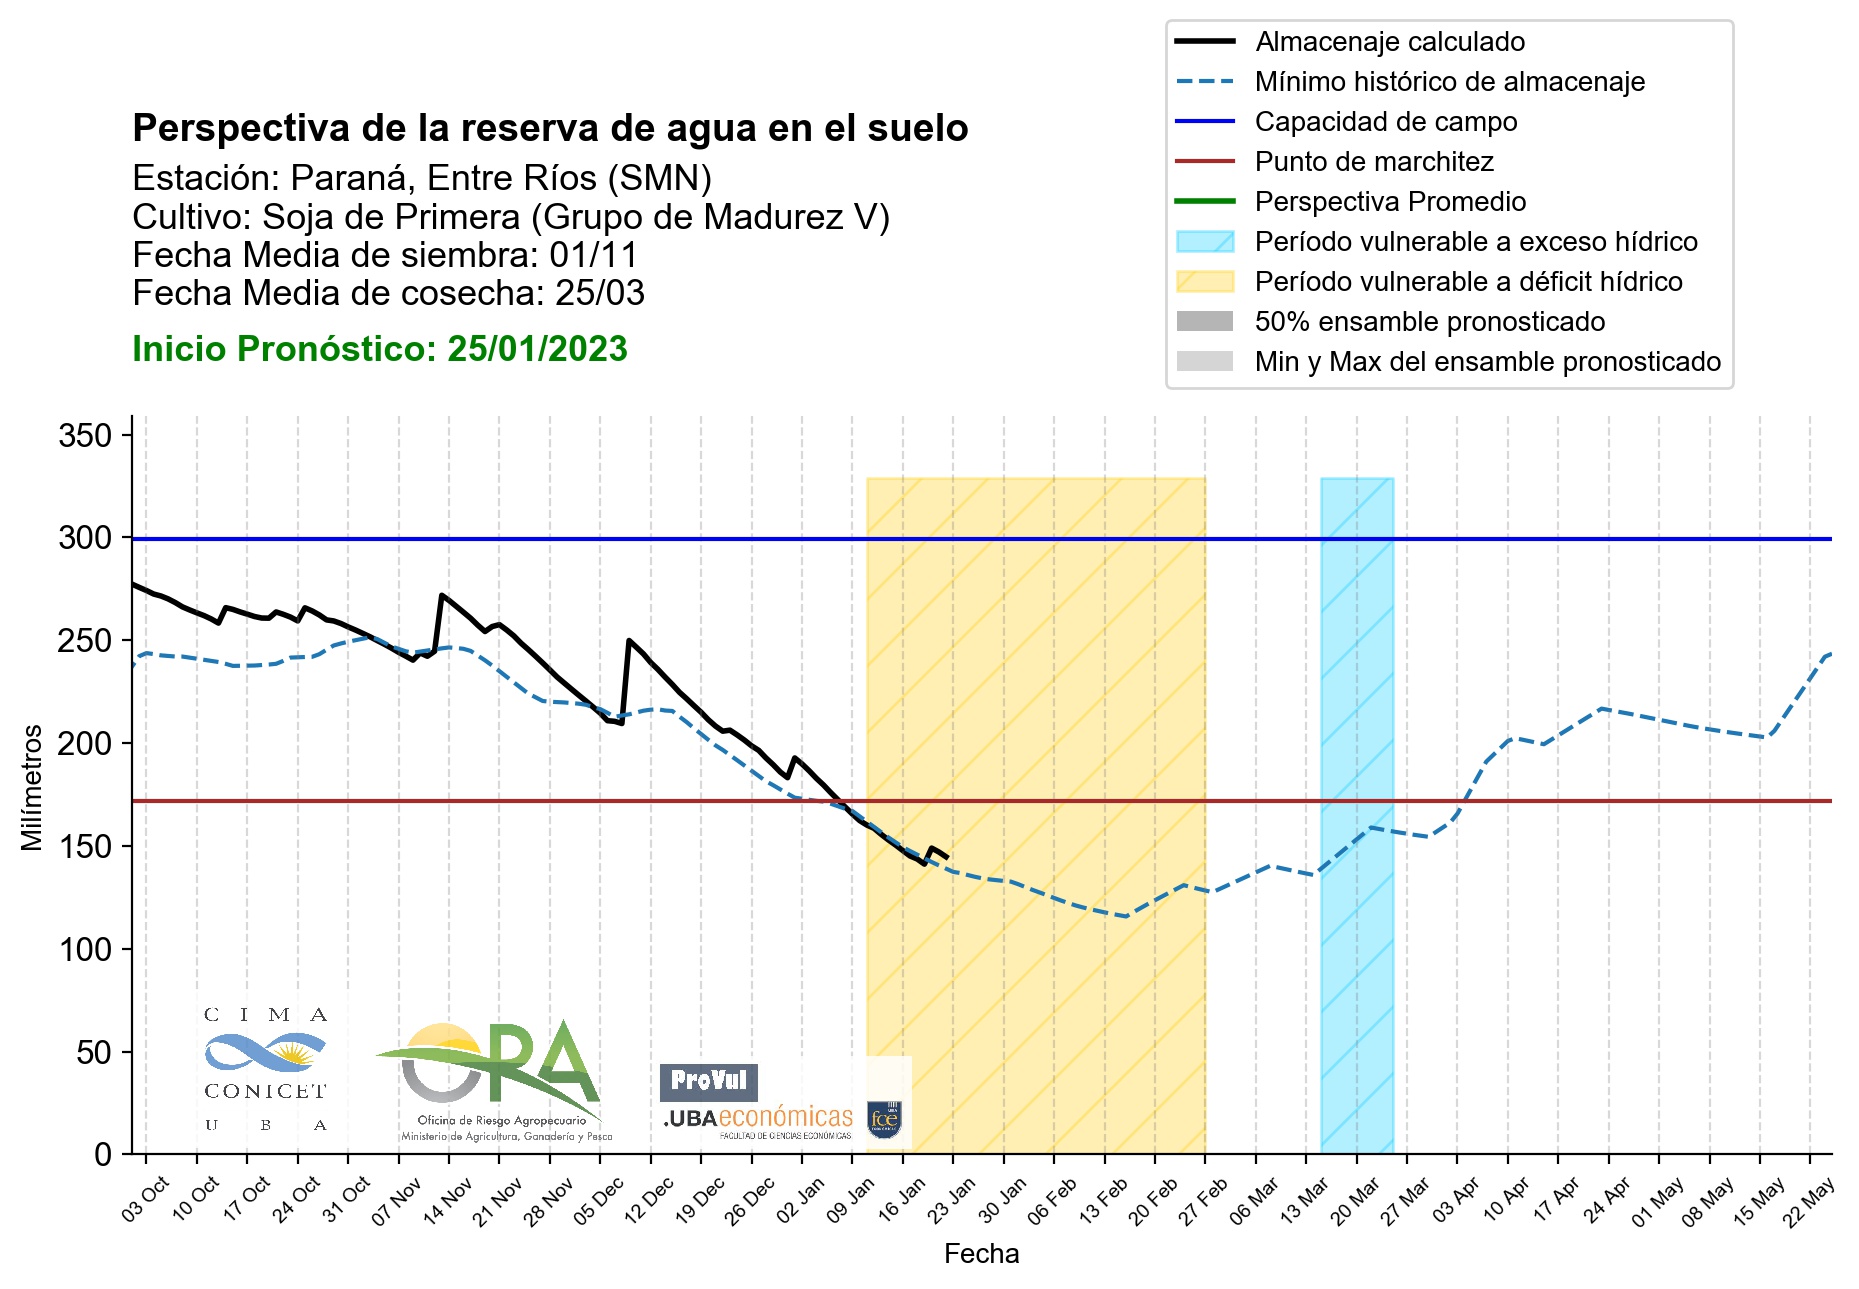 Almacenaje calculado
Mínimo histórico de almacenaje
Capacidad de campo
Punto de marchitez
Perspectiva Promedio
Período vulnerable a exceso hídrico
Período vulnerable a déficit hídrico
50% ensamble pronosticado
Min y Max del ensamble pronosticado
Perspectiva de la reserva de agua en el suelo
Estación: Paraná, Entre Ríos (SMN)
Cultivo: Soja de Primera (Grupo de Madurez V)
Fecha Media de siembra: 01/11
Fecha Media de cosecha: 25/03
Inicio Pronóstico: 25/01/2023
350
300
250
200
150
100
50
0
Milímetros
C I M A
CONICET
U B A
ORA
Oficina de Riesgo Agropecuario
Ministerio de Agricultura, Ganadería y Pesca
ProVul
.UBAeconómicas
FACULTAD DE CIENCIAS ECONÓMICAS
UBA
fce
ECONÓMICAS
03 Oct
10 Oct
17 Oct
24 Oct
31 Oct
07 Nov
14 Nov
21 Nov
28 Nov
05 Dec
12 Dec
19 Dec
26 Dec
02 Jan
09 Jan
16 Jan
23 Jan
30 Jan
06 Feb
13 Feb
20 Feb
27 Feb
06 Mar
13 Mar
20 Mar
27 Mar
03 Apr
10 Apr
17 Apr
24 Apr
01 May
08 May
15 May
22 May
Fecha